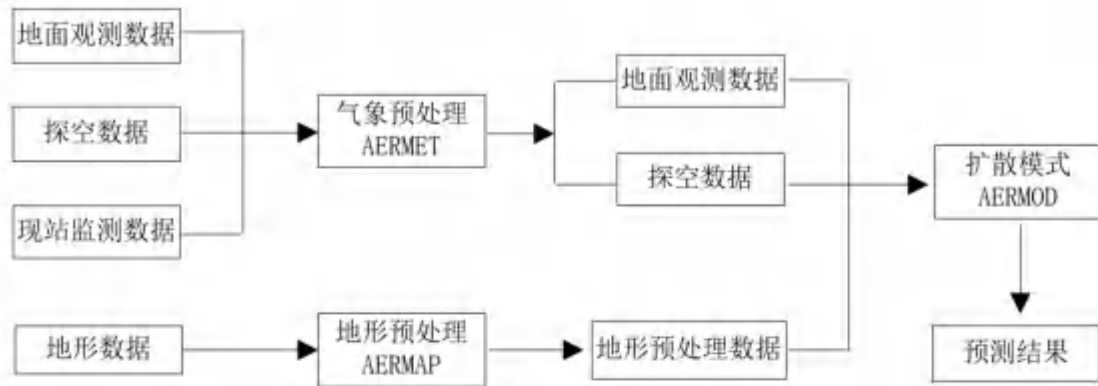 地面观测数据
探空数据
现站监测数据
地形数据
气象预处理
AERMET
地形预处理
AERMAP
地面观测数据
探空数据
地形预处理数据
扩散模式
AERMOD
预测结果